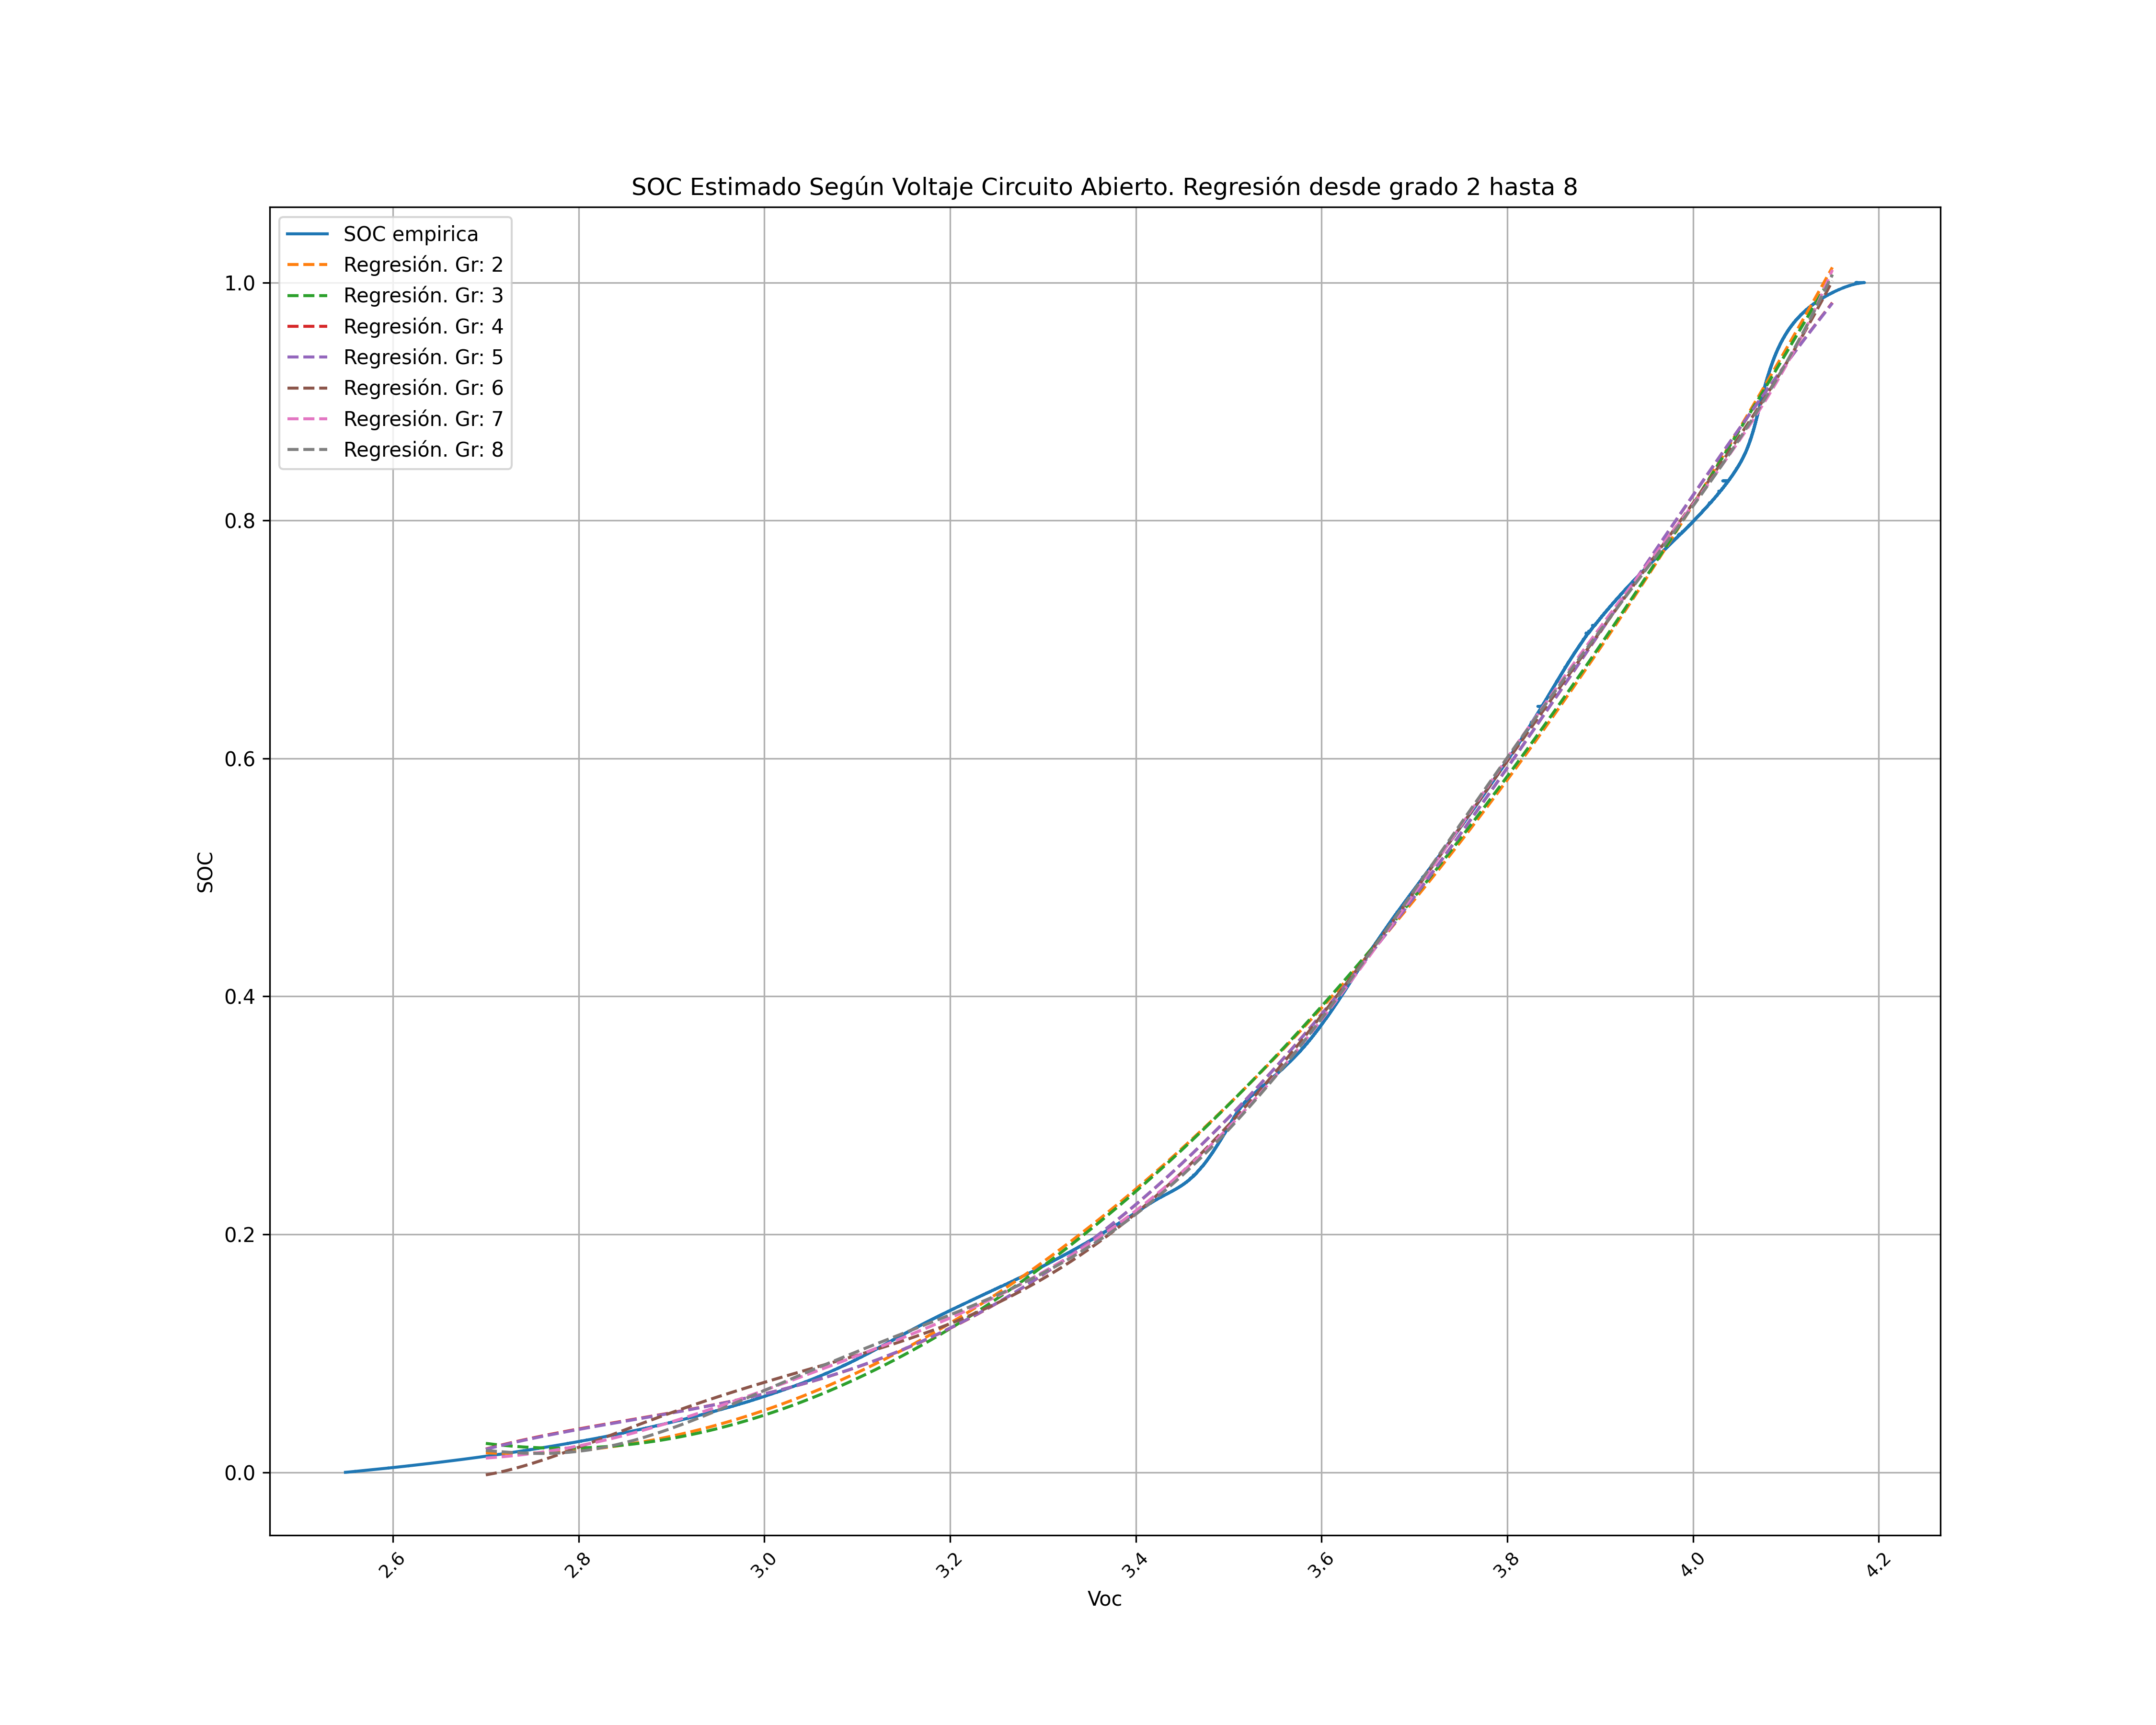 SOC Estimado Según Voltaje Circuito Abierto. Regresión desde grado 2 hasta 8
SOC empirica
Regresión. Gr: 2
Regresión. Gr: 3
Regresión. Gr: 4
Regresión. Gr: 5
Regresión. Gr: 6
Regresión. Gr: 7
Regresión. Gr: 8
1.0
0.8
0.6
0.4
0.2
0.0
SOC
2.6 2.8 3.0 3.2 3.4 3.6 3.8 4.0 4.2
Voc